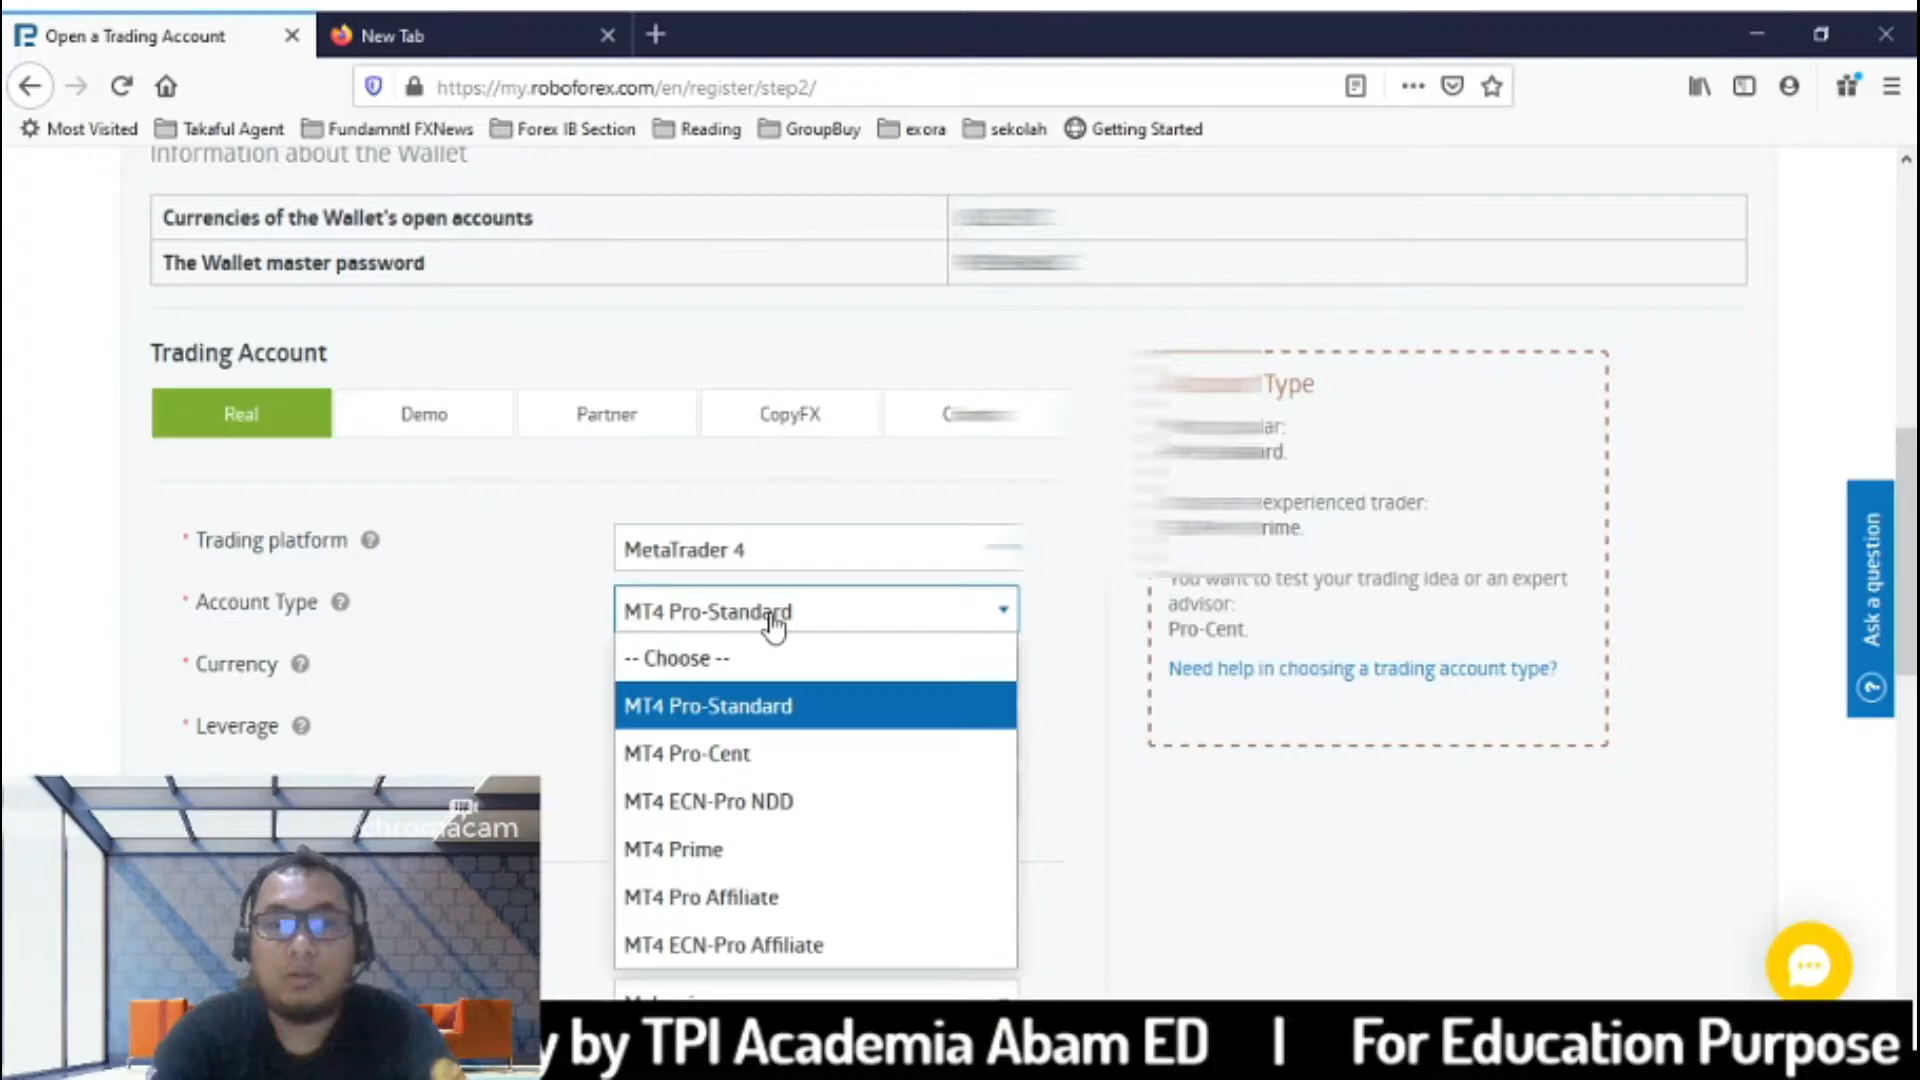 Open a Trading Account
New Tab
https://my.roboforex.com/en/register/step2/
Most Visited
Takaful Agent
Fundamntl FXNews
Forex IB Section
Reading
GroupBuy
exora
sekolah
Getting Started
Information about the Wallet
Currencies of the Wallet's open accounts
The Wallet master password
Trading Account
Real
Demo
Partner
CopyFX
Type
experienced trader:
You want to test your trading idea or an expert
advisor:
Pro-Cent.
Need help in choosing a trading account type?
* Trading platform
MetaTrader 4
* Account Type
MT4 Pro-Standard
-- Choose --
MT4 Pro-Standard
MT4 Pro-Cent
MT4 ECN-Pro NDD
MT4 Prime
MT4 Pro Affiliate
MT4 ECN-Pro Affiliate
* Currency
* Leverage
Ask a question
chromacam
y by TPI Academia Abam ED | For Education Purpose